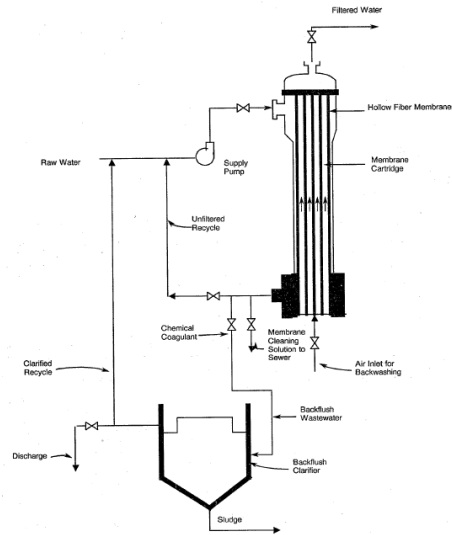 Filtered Water
Hollow Fiber Membrane
Raw Water
Supply
Pump
Membrane
Cartridge
Unfiltered
Recycle
Chemical
Coagulant
Membrane
Cleaning
Solution to
Sewer
Air Inlet for
Backwashing
Clarified
Recycle
Backflush
Wastewater
Discharge
Backflush
Clarifier
Sludge